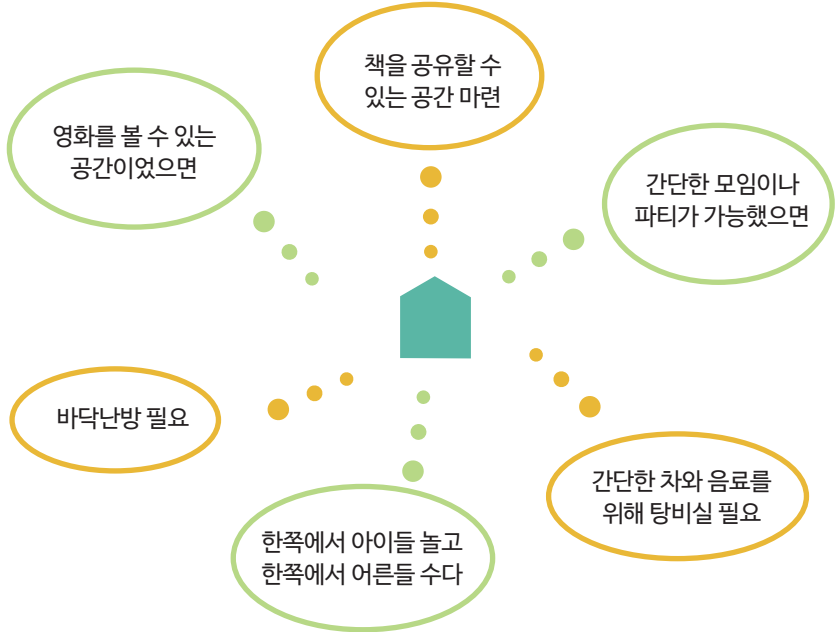 책을 공유할 수
있는 공간 마련
영화를 볼 수 있는
공간이었으면
간단한 모임이나
파티가 가능했으면
바닥난방 필요
간단한 차와 음료를
위해 탕비실 필요
한쪽에서 아이들 놀고
한쪽에서 어른들 수다